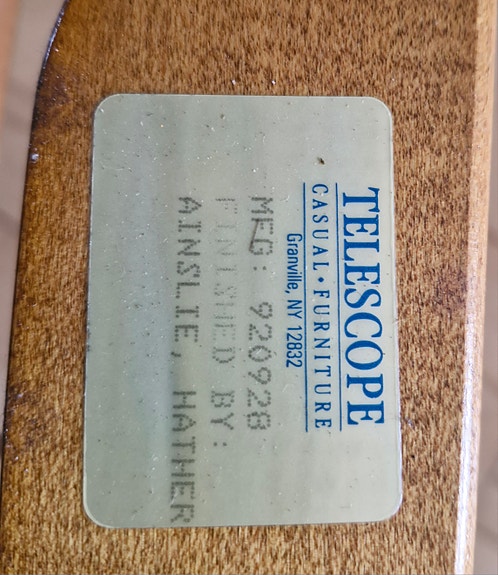 TELESCOPE
CASUAL • FURNITURE
Granville, NY 12832
MFG: 920928
FINISHED BY:
AINSLIE, HATHER